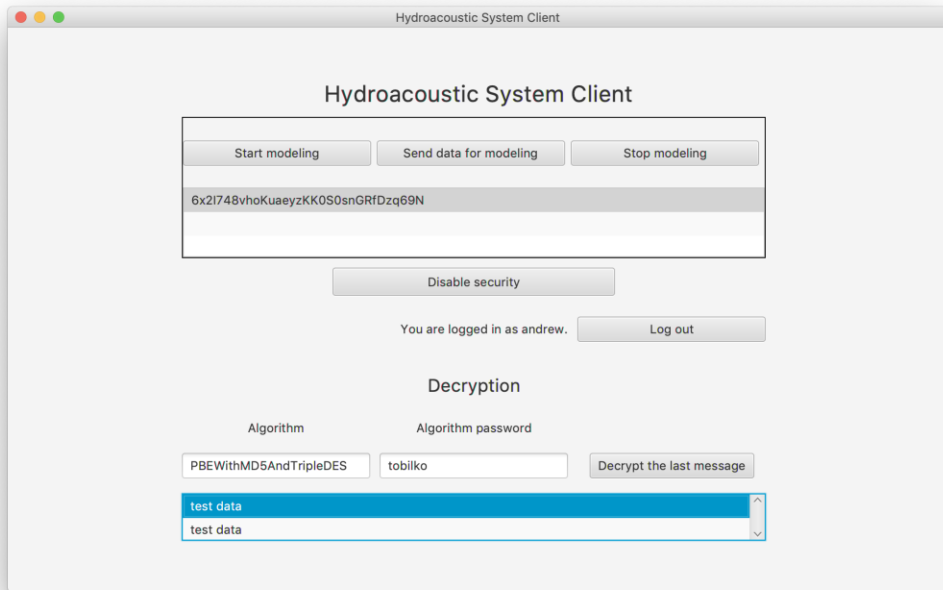 Hydroacoustic System Client
Hydroacoustic System Client
Start modeling Send data for modeling Stop modeling
6x2l748vhoKuaeyzKK0S0snGRfDzq69N
Disable security
You are logged in as andrew. Log out
Decryption
Algorithm Algorithm password
PBEWithMD5AndTripleDES tobilko Decrypt the last message
test data
test data